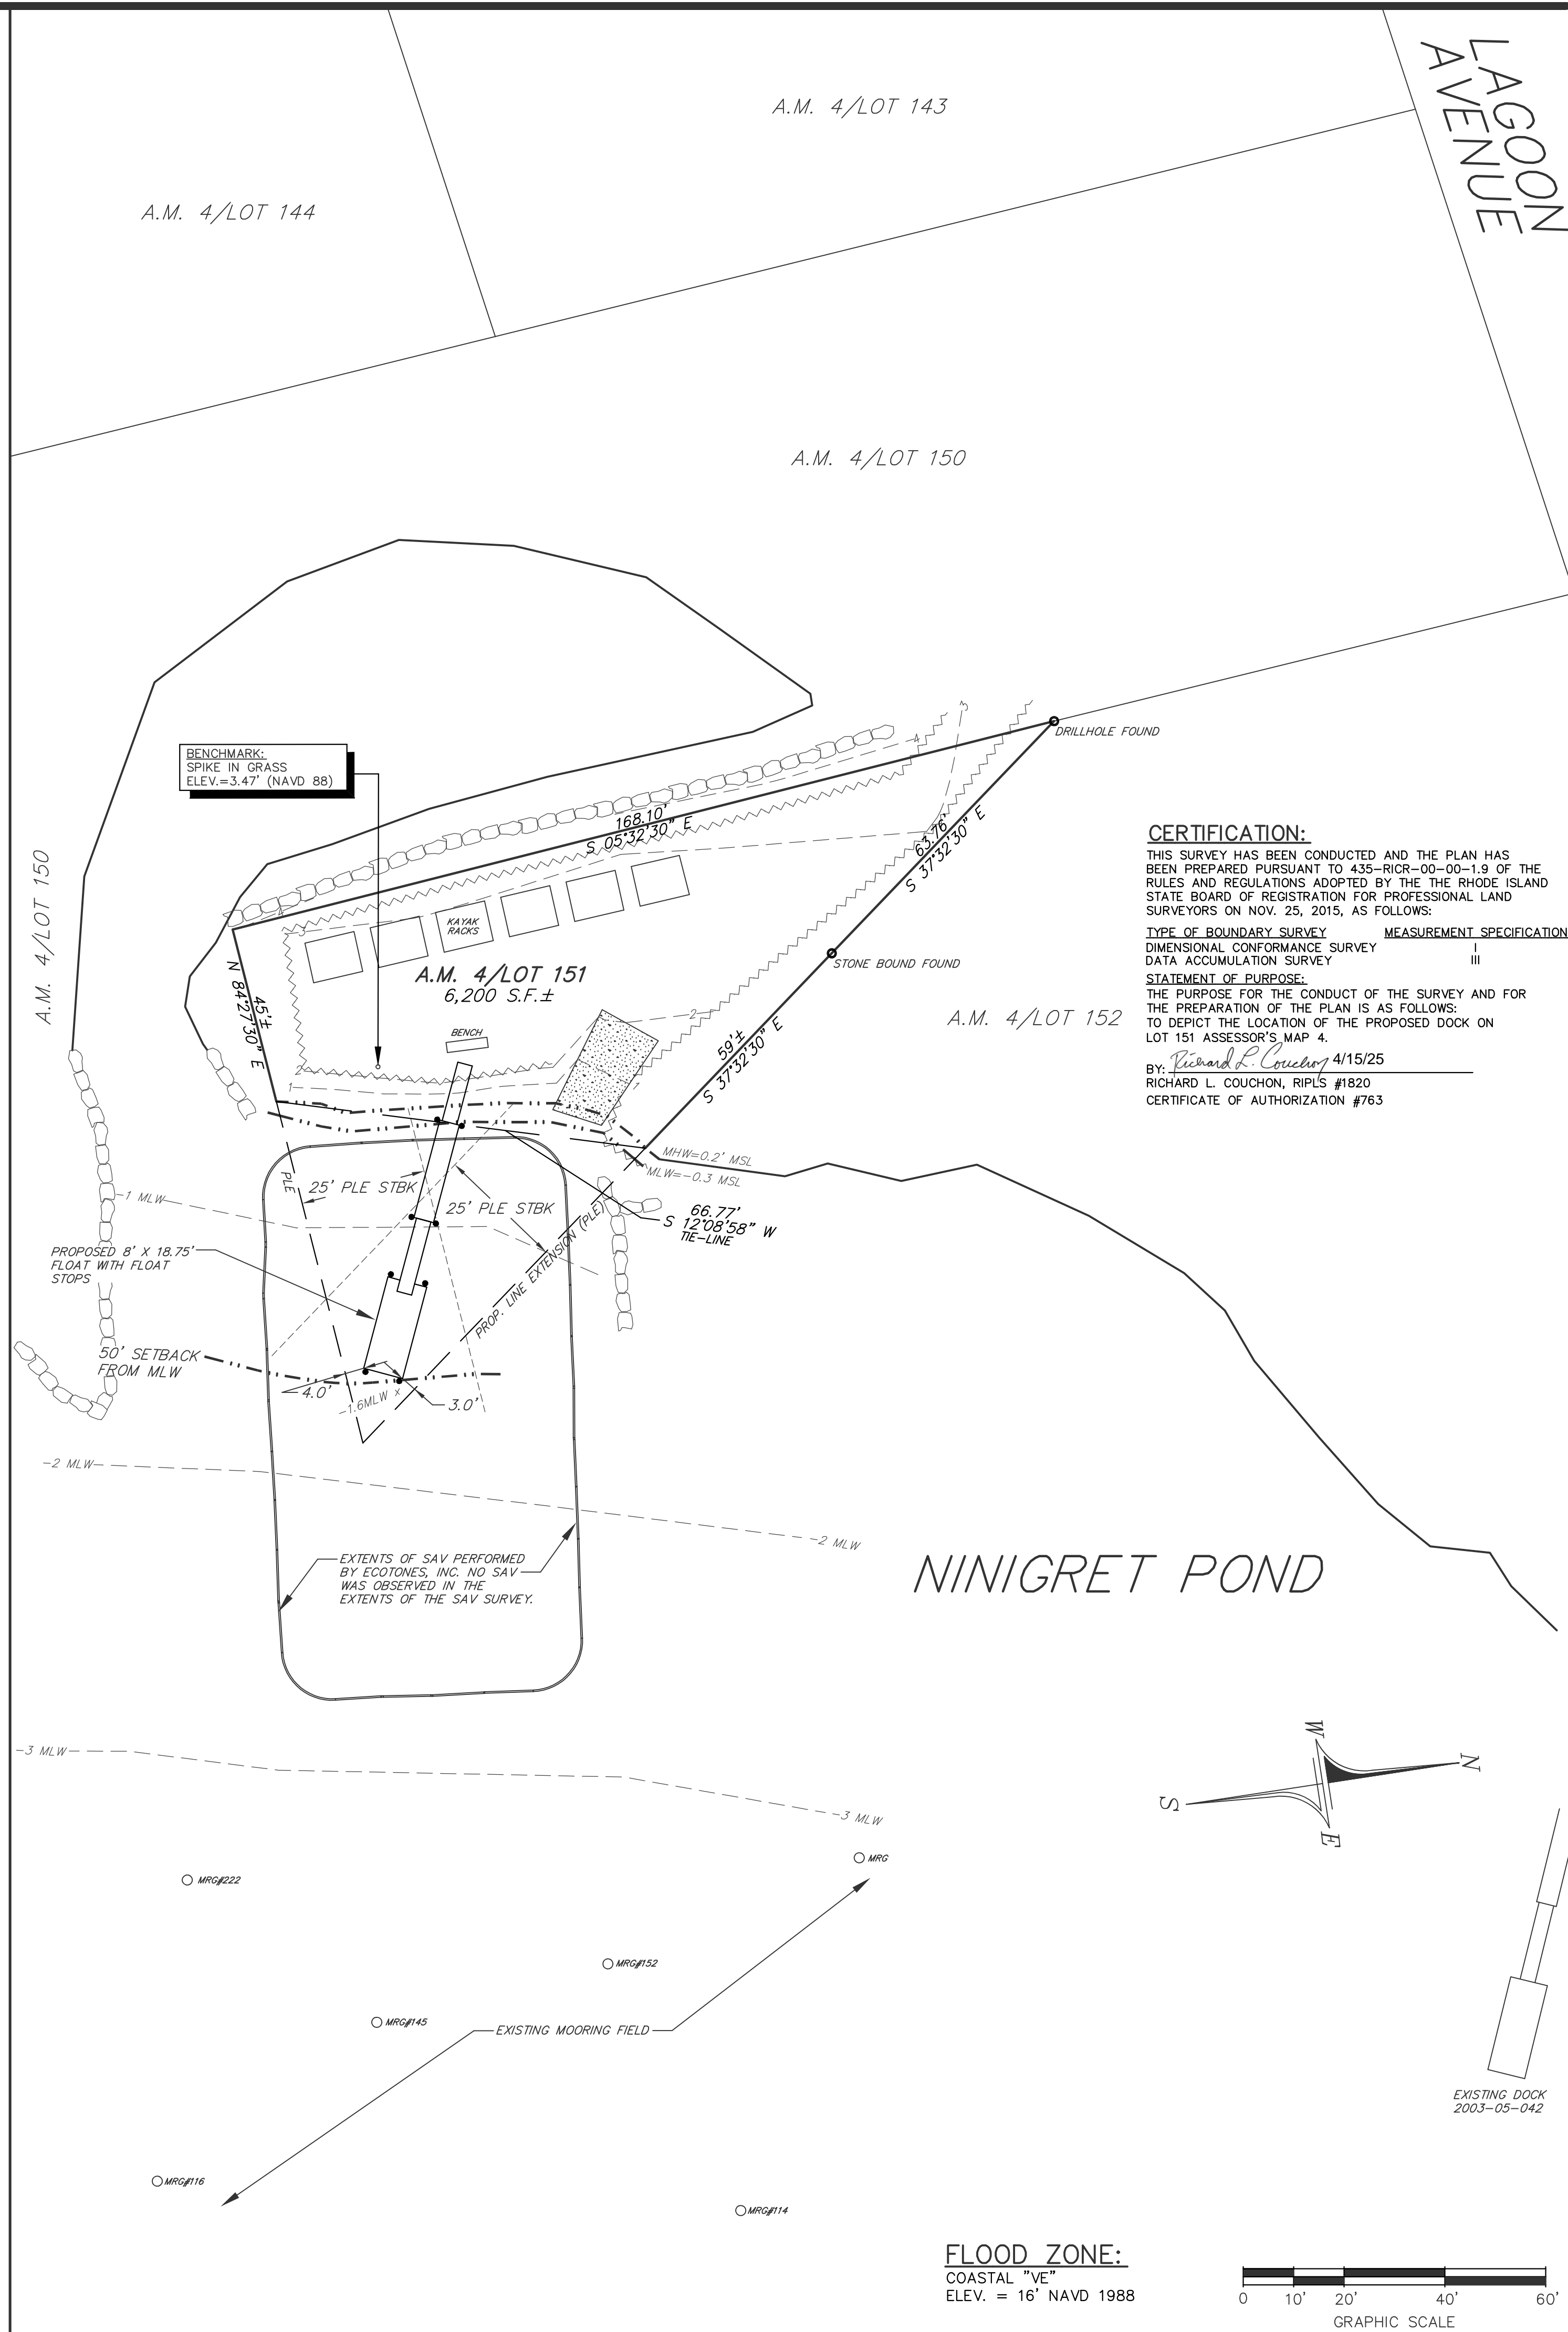 LAGOON
AVENUE
A.M. 4/LOT 143
A.M. 4/LOT 144
A.M. 4/LOT 150
BENCHMARK:
SPIKE IN GRASS
ELEV.=3.47' (NAVD 88)
3
4
DRILLHOLE FOUND
168.10'
S 05°32'30" E
63.76'
S 37°32'30" E
A.M. 4/LOT 150
4
3
KAYAK
RACKS
STONE BOUND FOUND
N 84°27'30" E
45'±
A.M. 4/LOT 151
6,200 S.F.±
BENCH
2
2
1
1
59'±
S 37°32'30" E
A.M. 4/LOT 152
CERTIFICATION:
THIS SURVEY HAS BEEN CONDUCTED AND THE PLAN HAS
BEEN PREPARED PURSUANT TO 435-RICR-00-00-1.9 OF THE
RULES AND REGULATIONS ADOPTED BY THE THE RHODE ISLAND
STATE BOARD OF REGISTRATION FOR PROFESSIONAL LAND
SURVEYORS ON NOV. 25, 2015, AS FOLLOWS:
TYPE OF BOUNDARY SURVEY MEASUREMENT SPECIFICATION
DIMENSIONAL CONFORMANCE SURVEY I
DATA ACCUMULATION SURVEY III
STATEMENT OF PURPOSE:
THE PURPOSE FOR THE CONDUCT OF THE SURVEY AND FOR
THE PREPARATION OF THE PLAN IS AS FOLLOWS:
TO DEPICT THE LOCATION OF THE PROPOSED DOCK ON
LOT 151 ASSESSOR'S MAP 4.
BY: Richard L. Couchon 4/15/25
RICHARD L. COUCHON, RIPLS #1820
CERTIFICATE OF AUTHORIZATION #763
MHW=0.2' MSL
MLW=-0.3 MSL
PLE
25' PLE STBK
25' PLE STBK
-1 MLW
66.77'
S 12°08'58" W
TIE-LINE
PROP. LINE EXTENSION (PLE)
PROPOSED 8' X 18.75'
FLOAT WITH FLOAT
STOPS
50' SETBACK
FROM MLW
4.0'
-1.6MLW x
3.0'
-2 MLW
-2 MLW
EXTENTS OF SAV PERFORMED
BY ECOTONES, INC. NO SAV
WAS OBSERVED IN THE
EXTENTS OF THE SAV SURVEY.
NINIGRET POND
-3 MLW
-3 MLW
W
N
S
E
MRG
MRG#222
MRG#152
MRG#145
EXISTING MOORING FIELD
EXISTING DOCK
2003-05-042
MRG#116
MRG#114
FLOOD ZONE:
COASTAL "VE"
ELEV. = 16' NAVD 1988
0 10' 20' 40' 60'
GRAPHIC SCALE